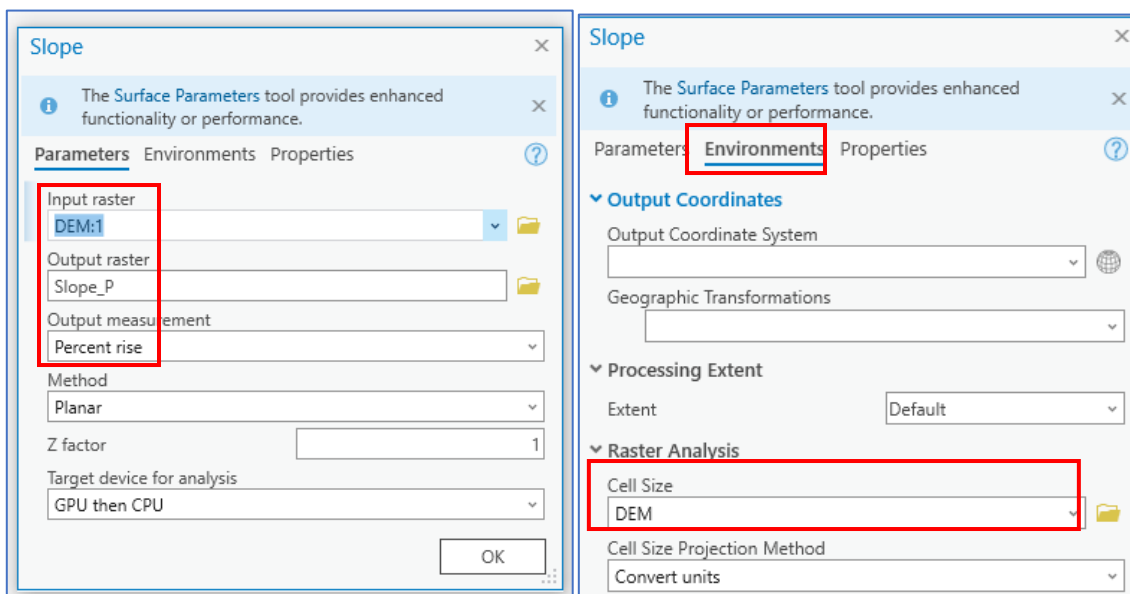 Slope
The Surface Parameters tool provides enhanced
functionality or performance.
Parameters Environments Properties
Input raster
DEM:1
Output raster
Slope_P
Output measurement
Percent rise
Method
Planar
Z factor 1
Target device for analysis
GPU then CPU
OK
Slope
The Surface Parameters tool provides enhanced
functionality or performance.
Parameters Environments Properties
Output Coordinates
Output Coordinate System
Geographic Transformations
Processing Extent
Extent Default
Raster Analysis
Cell Size
DEM
Cell Size Projection Method
Convert units